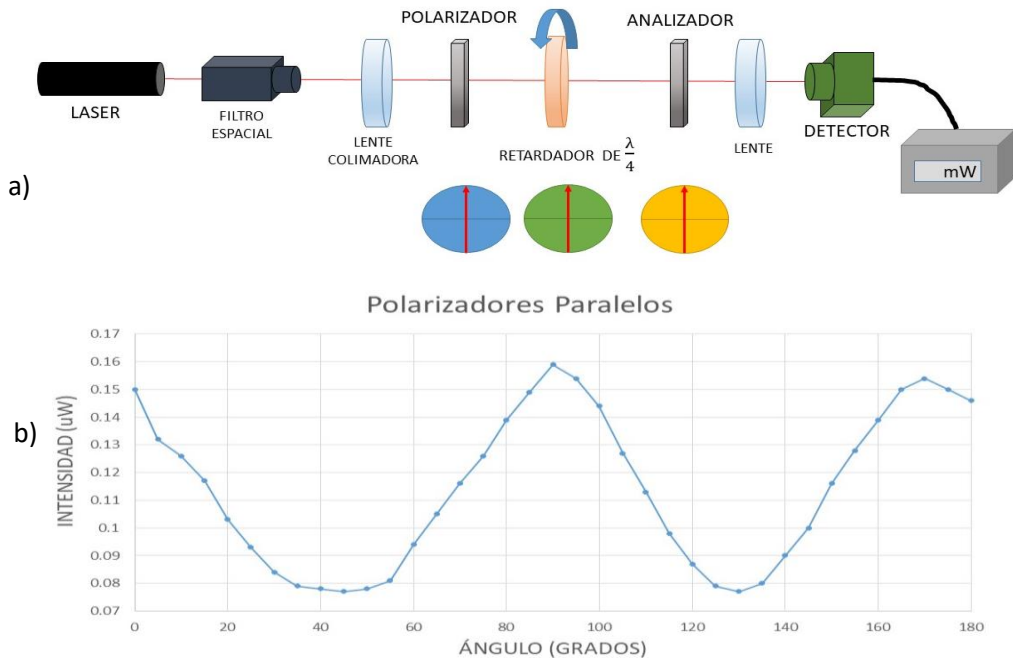 POLARIZADOR
ANALIZADOR
LASER
FILTRO
ESPACIAL
LENTE
COLIMADORA
RETARDADOR DE λ/4
LENTE
DETECTOR
mW
a)
Polarizadores Paralelos
b)
INTENSIDAD (uW)
0.17
0.16
0.15
0.14
0.13
0.12
0.11
0.1
0.09
0.08
0.07
0 20 40 60 80 100 120 140 160 180
ÁNGULO (GRADOS)